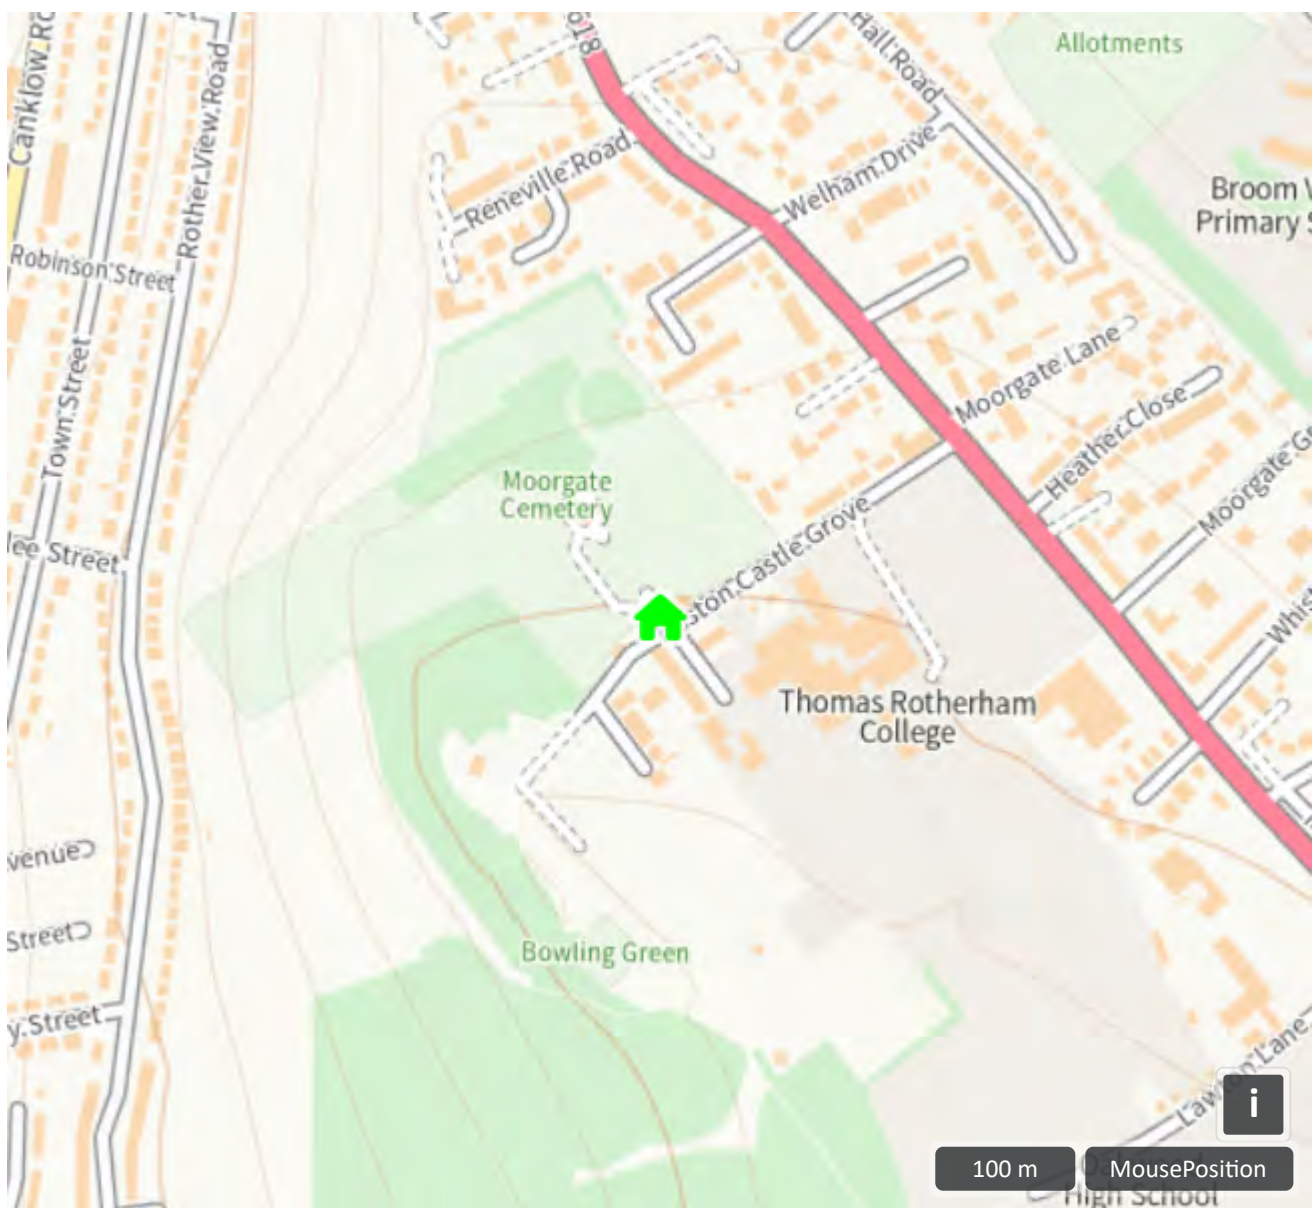 Canklow Ro
Rother View Road
618
Hall Road
Allotments
Reneville Road
Welham Drive
Broom
Primary
Robinson Street
Town Street
Moorgate Lane
Heather Close
Moorgate
Cemetery
Moorgate G
lee Street
ston Castle Grove
Whis
Thomas Rotherham
College
venue
Street
Bowling Green
y Street
Lawton Lane
i
100 m
MousePosition
High School